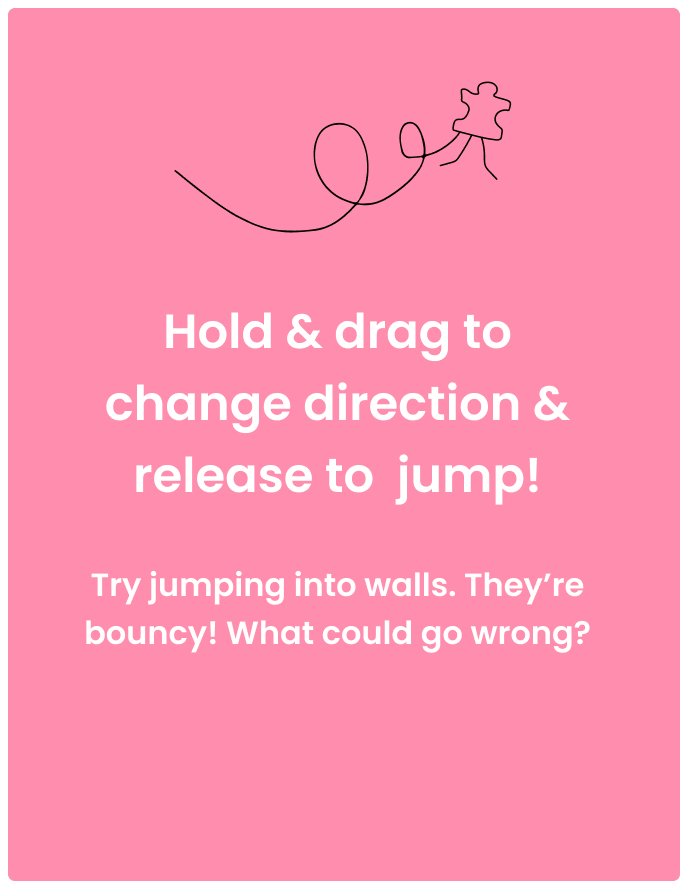 Hold & drag to
change direction &
release to  jump!
Try jumping into walls. They’re
bouncy! What could go wrong?